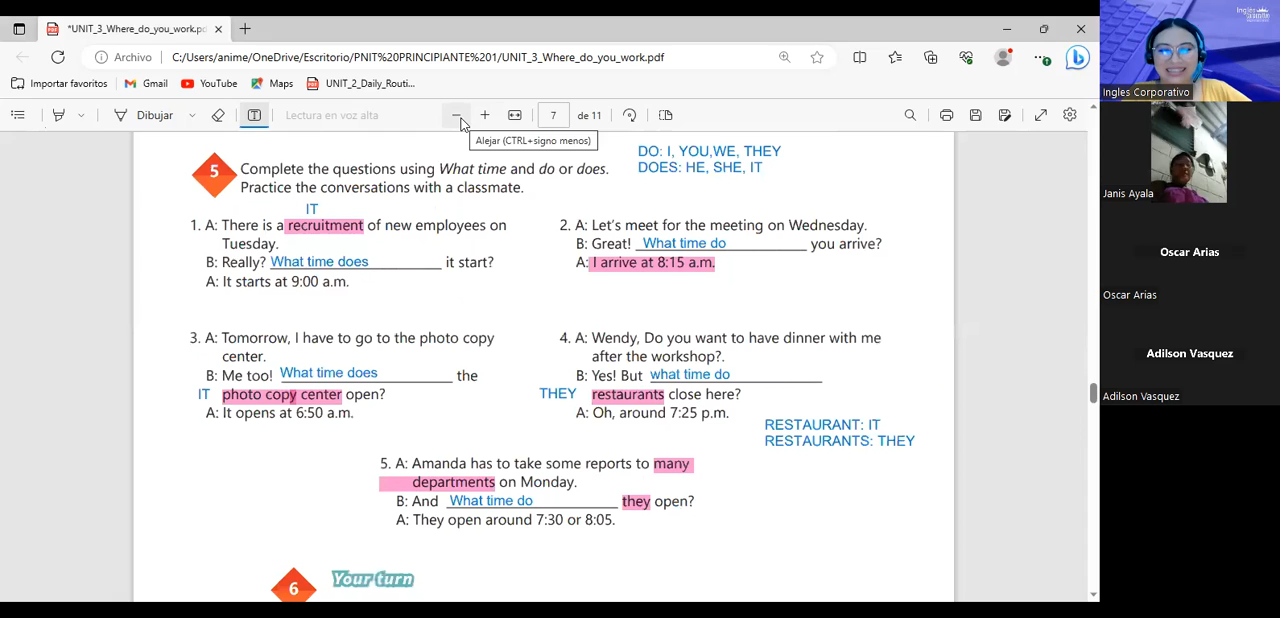 *UNIT_3_Where_do_you_work.pd
Archivo
C:/Users/anime/OneDrive/Escritorio/PNIT%20PRINCIPIANTE%201/UNIT_3_Where_do_you_work.pdf
Importar favoritos
Gmail
YouTube
Maps
UNIT_2_Daily_Routi...
Dibujar
Lectura en voz alta
7
de 11
Alejar (CTRL+signo menos)
5
Complete the questions using What time and do or does.
Practice the conversations with a classmate.
DO: I, YOU,WE, THEY
DOES: HE, SHE, IT
IT
1. A: There is a recruitment of new employees on
Tuesday.
B: Really? What time does it start?
A: It starts at 9:00 a.m.
2. A: Let's meet for the meeting on Wednesday.
B: Great! What time do you arrive?
A: I arrive at 8:15 a.m.
3. A: Tomorrow, I have to go to the photo copy
center.
B: Me too! What time does the
IT photo copy center open?
A: It opens at 6:50 a.m.
4. A: Wendy, Do you want to have dinner with me
after the workshop?.
B: Yes! But what time do
THEY restaurants close here?
A: Oh, around 7:25 p.m.
RESTAURANT: IT
RESTAURANTS: THEY
5. A: Amanda has to take some reports to many
departments on Monday.
B: And What time do they open?
A: They open around 7:30 or 8:05.
6
Your turn
Ingles Corporativo
Janis Ayala
Oscar Arias
Oscar Arias
Adilson Vasquez
Adilson Vasquez